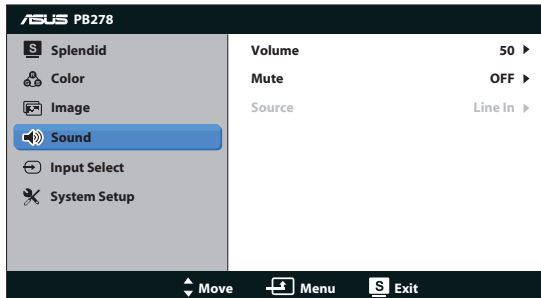 ASUS PB278
S Splendid
Color
Image
Sound
Input Select
System Setup
Volume 50
Mute OFF
Source Line In
Move Menu S Exit